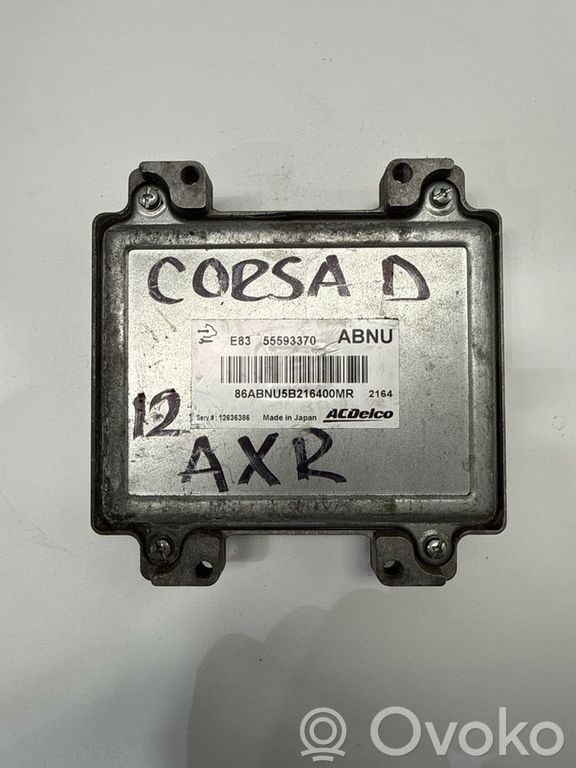 CORSA D
E83 55593370 ABNU
86ABNU5B216400MR 2164
Serv.#: 12636386 Made in Japan ACDelco
12
AXR
© Ovoko